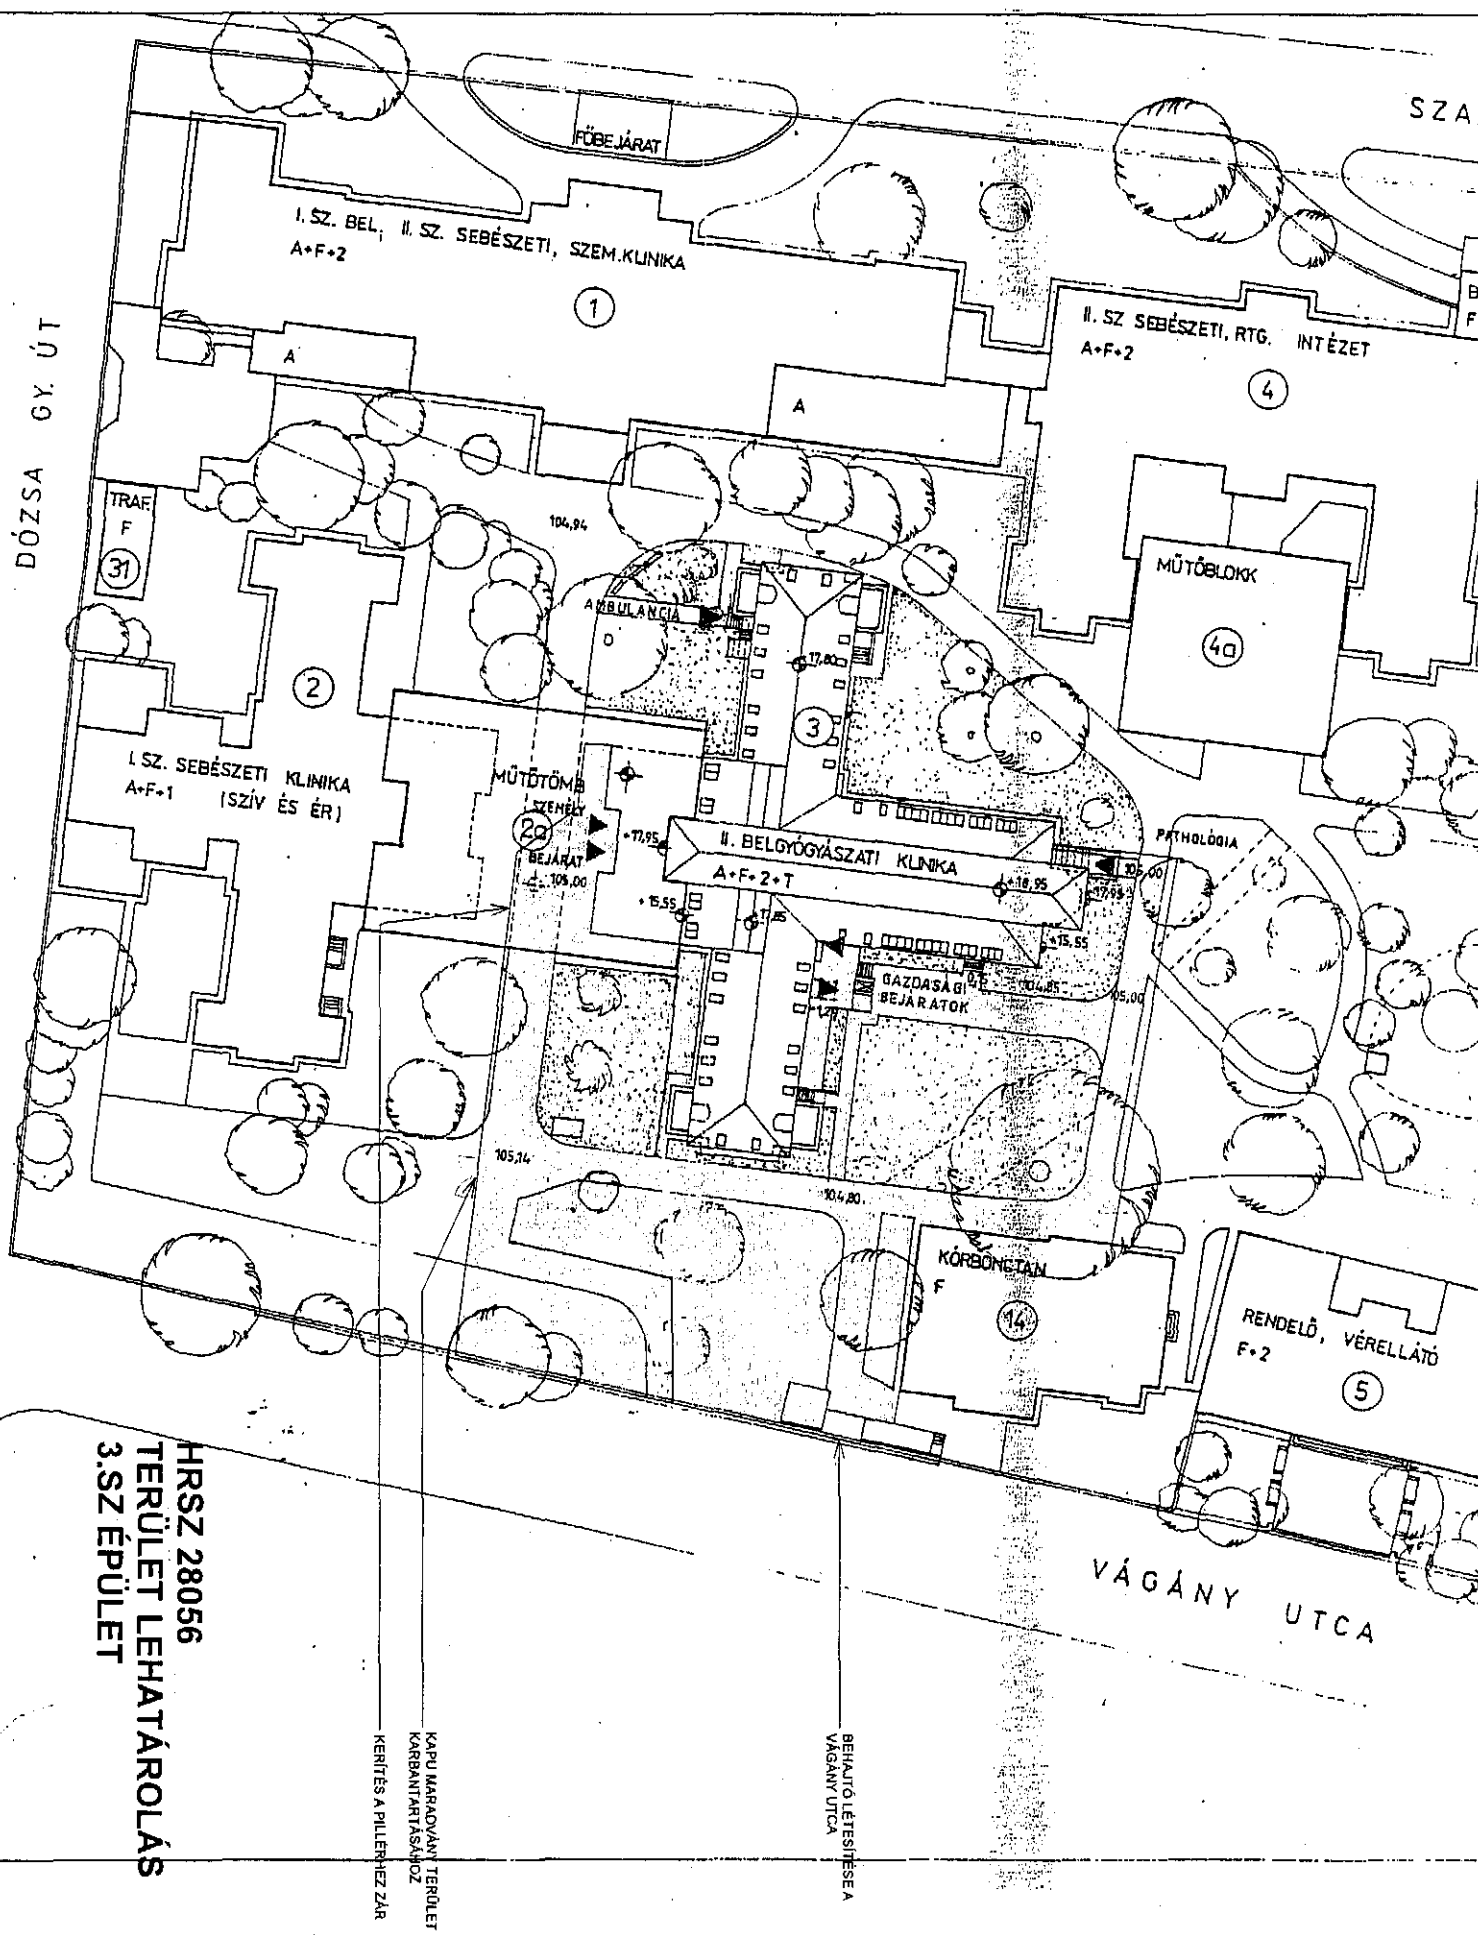 SZA
FŐBEJÁRAT
I. SZ. BEL, II. SZ. SEBÉSZETI, SZEM.KLINIKA
A+F+2
1
A
A
II. SZ SEBÉSZETI, RTG. INTÉZET
A+F+2
4
B
F
DÓZSA GY. ÚT
TRAF.
F
31
104,94
MŰTŐBLOKK
4a
AMBULANCIA
17,80
2
3
I. SZ. SEBÉSZETI KLINIKA
A+F+1 (SZÍV ÉS ÉR)
MŰTŐTÖMB
SZEMÉLY
2a
BEJÁRAT
105,00
+17,95
II. BELGYÓGYÁSZATI KLINIKA
A+F+2+T
+18,95
PATHOLÓGIA
105,00
+17,95
+15,55
+15,55
GAZDASÁGI
BEJÁRATOK
104,85
105,00
105,14
104,80
KÓRBONCTAN
F
14
RENDELŐ, VÉRELLÁTÓ
F+2
5
VÁGÁNY UTCA
HRSZ 28056
TERÜLET LEHATÁROLÁS
3.SZ ÉPÜLET
BEHAJTÓ LÉTESÍTÉSE A
VÁGÁNY UTCA
KAPU MARADVÁNY TERÜLET
KARBANTARTÁSÁHOZ
KERÍTÉS A PILLÉRHEZ ZÁR